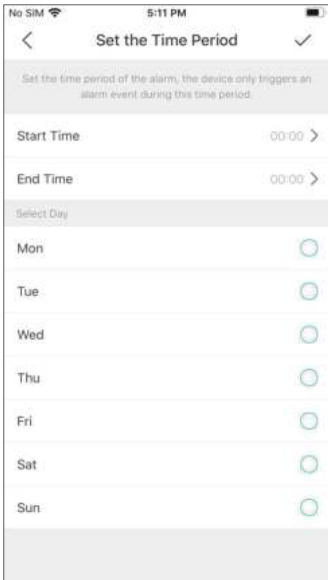 No SIM 5:11 PM
Set the Time Period
Set the time period of the alarm, the device only triggers an
alarm event during this time period.
Start Time 00:00
End Time 00:00
Select Day
Mon
Tue
Wed
Thu
Fri
Sat
Sun